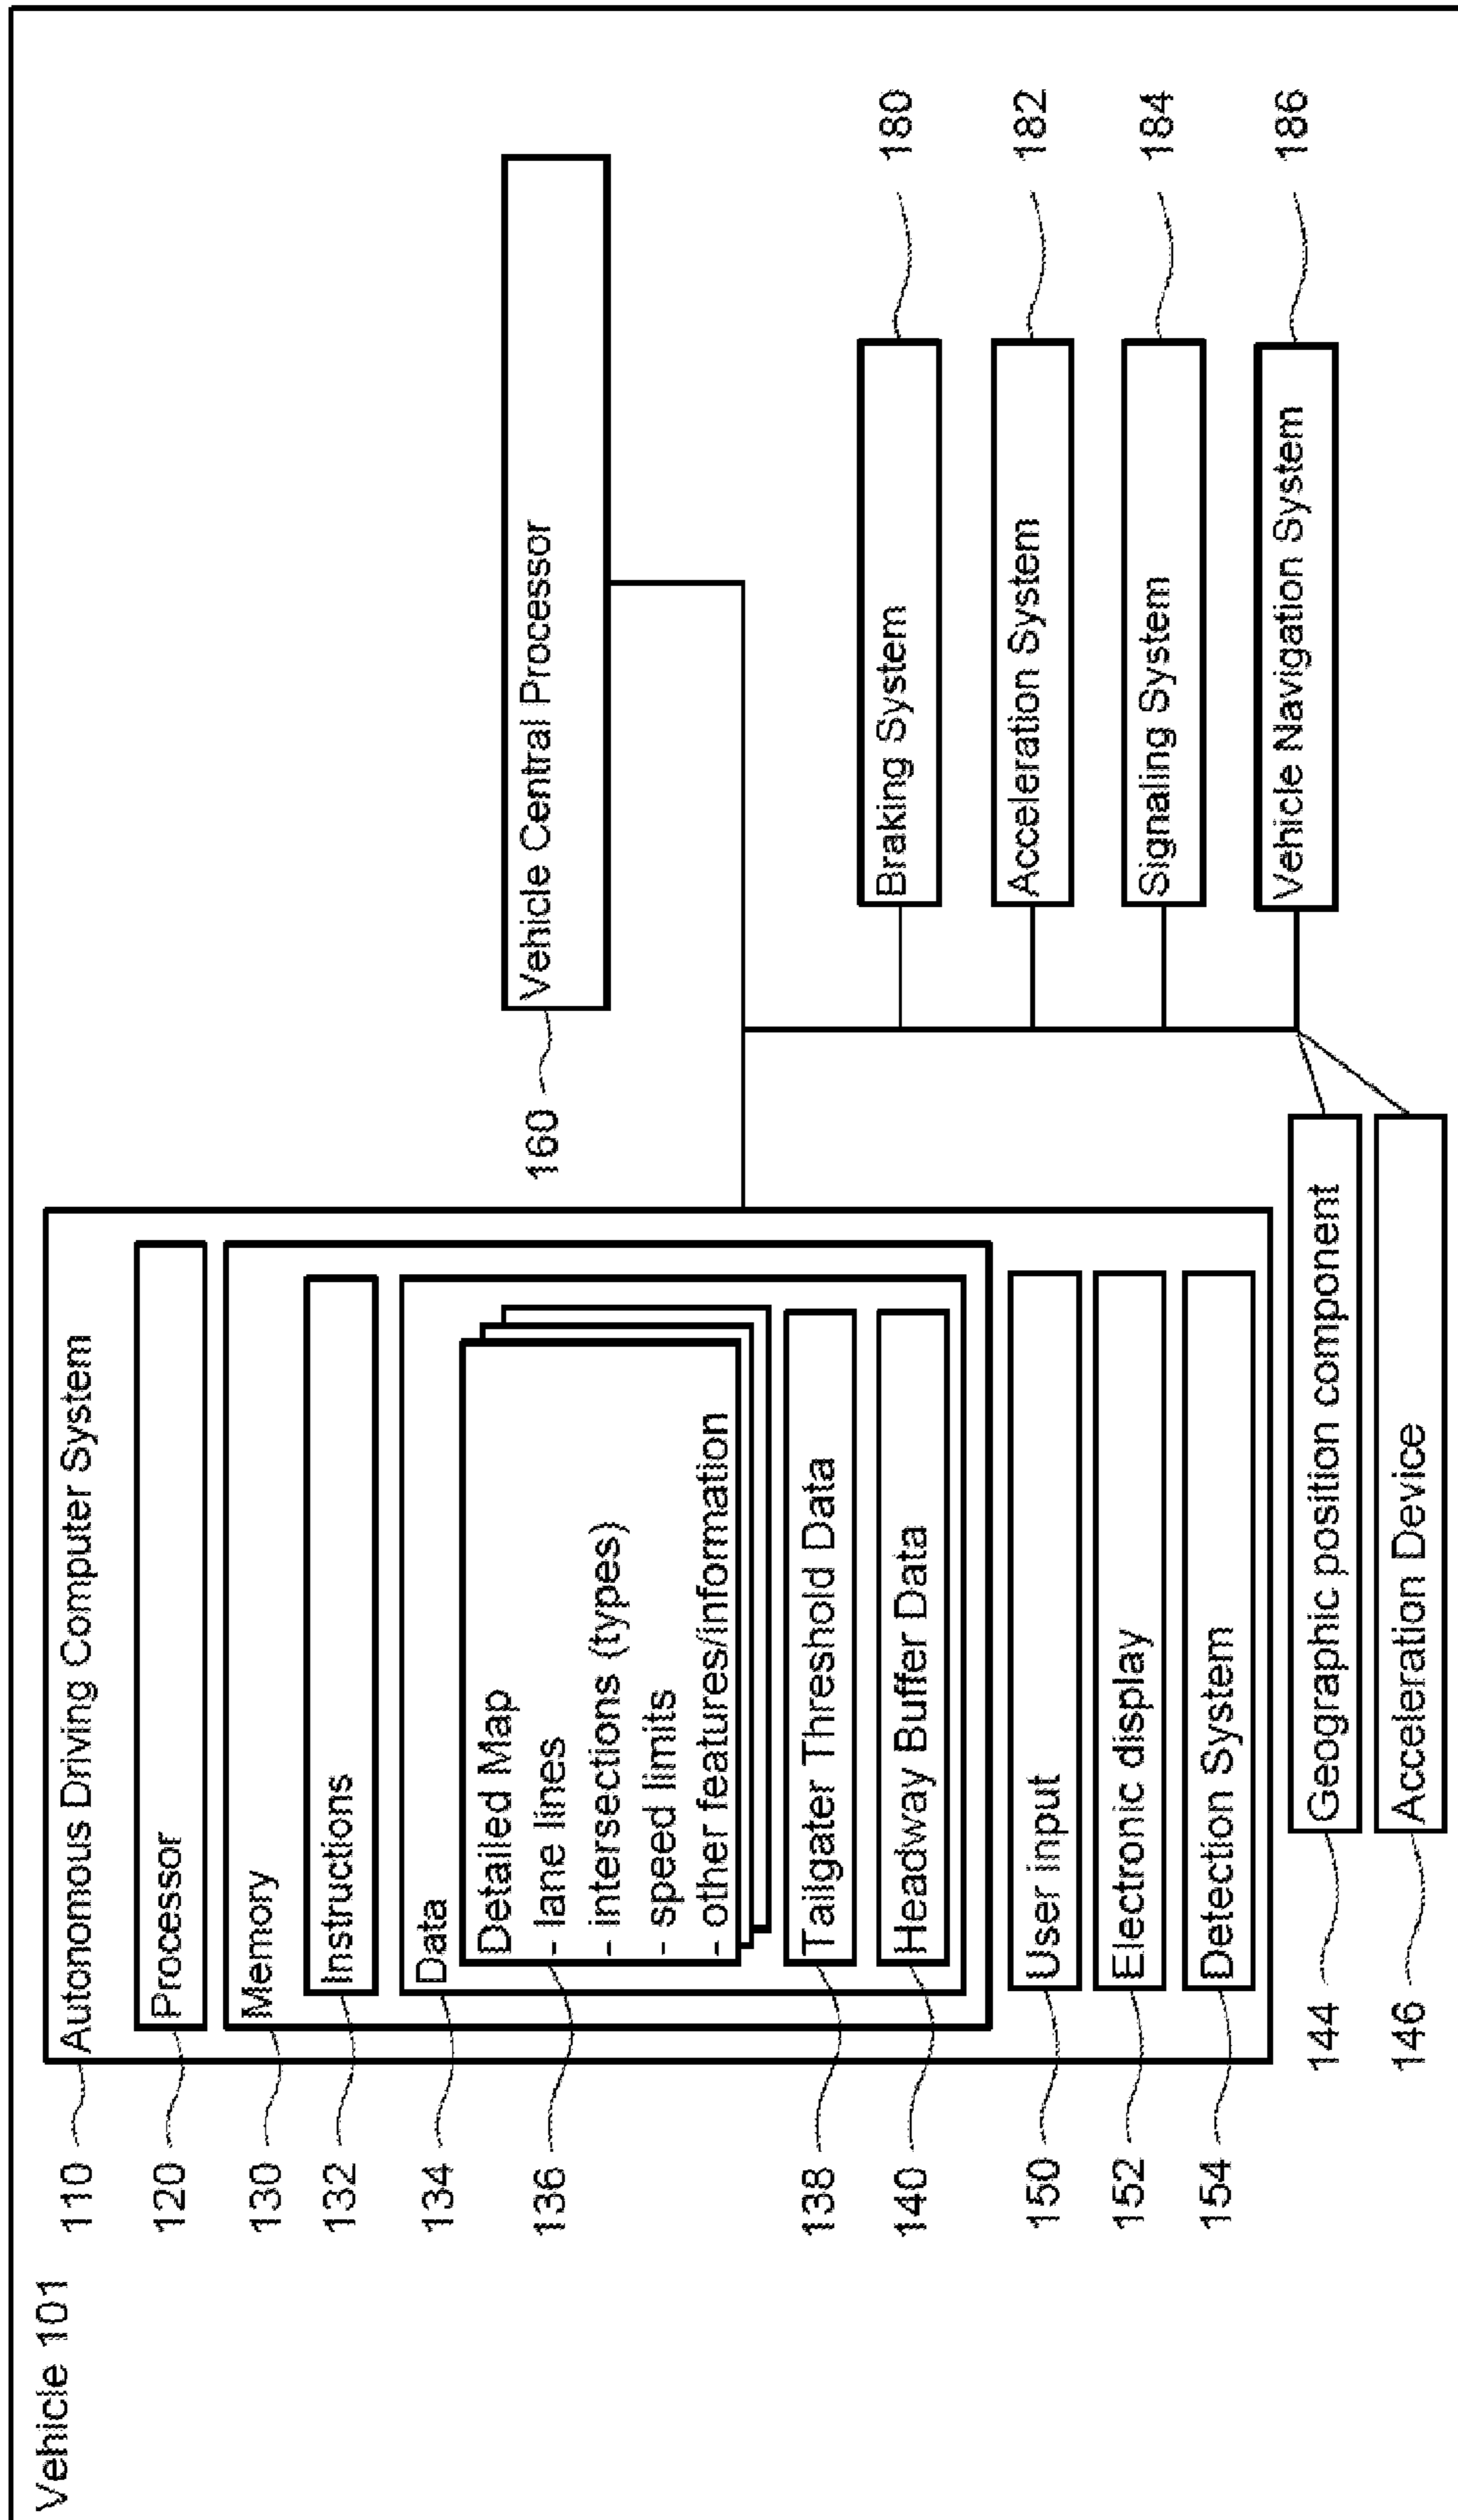 Vehicle 101
110
Autonomous Driving Computer System
120
Processor
130
Memory
132
Instructions
134
Data
136
Detailed Map
- lane lines
- intersections (types)
- speed limits
- other features/information
138
Tailgater Threshold Data
140
Headway Buffer Data
150
User input
152
Electronic display
154
Detection System
144
Geographic position component
146
Acceleration Device
160
Vehicle Central Processor
Braking System
180
Acceleration System
182
Signaling System
184
Vehicle Navigation System
186